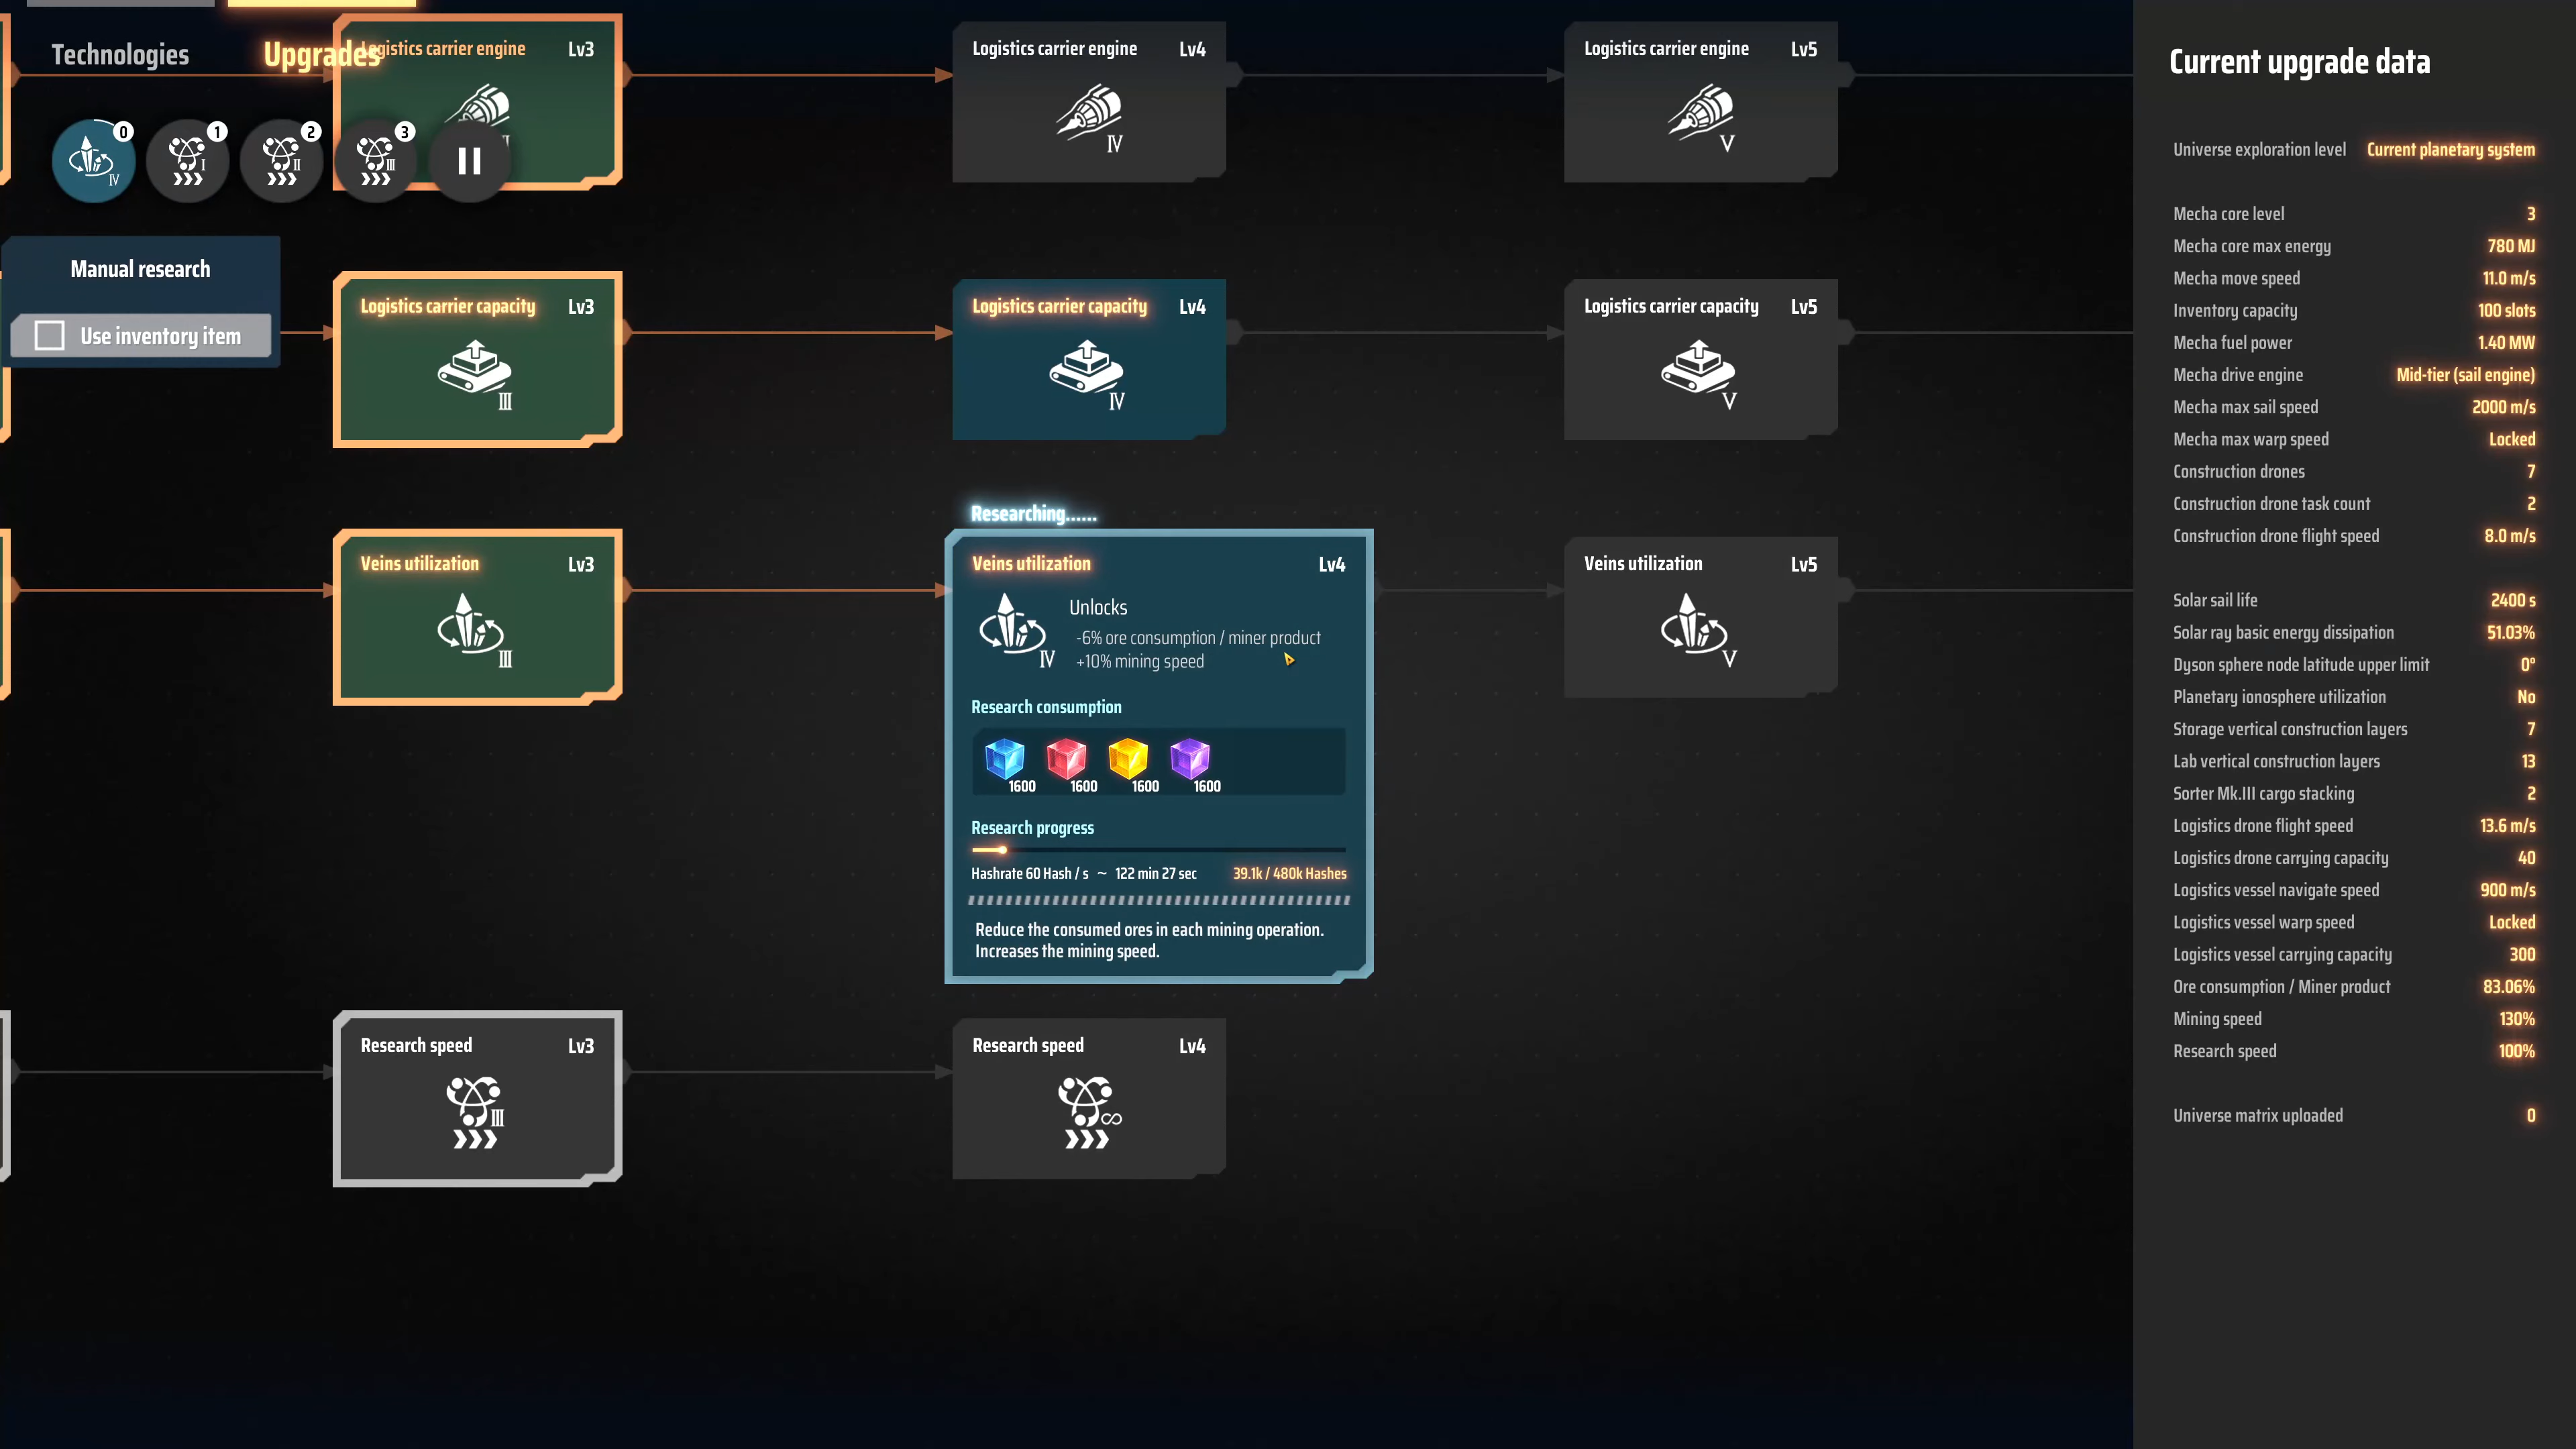 Technologies
Upgrades
0
1
2
3
IV
I
II
III
Manual research
Use inventory item
Logistics carrier engine Lv3
Logistics carrier engine Lv4
IV
Logistics carrier engine Lv5
V
Logistics carrier capacity Lv3
III
Logistics carrier capacity Lv4
IV
Logistics carrier capacity Lv5
V
Veins utilization Lv3
III
Researching......
Veins utilization Lv4
IV
Unlocks
-6% ore consumption / miner product
+10% mining speed
Research consumption
1600 1600 1600 1600
Research progress
Hashrate 60 Hash / s ~ 122 min 27 sec 39.1k / 480k Hashes
Reduce the consumed ores in each mining operation.
Increases the mining speed.
Veins utilization Lv5
V
Research speed Lv3
III
Research speed Lv4
∞
Current upgrade data
Universe exploration level Current planetary system
Mecha core level 3
Mecha core max energy 780 MJ
Mecha move speed 11.0 m/s
Inventory capacity 100 slots
Mecha fuel power 1.40 MW
Mecha drive engine Mid-tier (sail engine)
Mecha max sail speed 2000 m/s
Mecha max warp speed Locked
Construction drones 7
Construction drone task count 2
Construction drone flight speed 8.0 m/s
Solar sail life 2400 s
Solar ray basic energy dissipation 51.03%
Dyson sphere node latitude upper limit 0°
Planetary ionosphere utilization No
Storage vertical construction layers 7
Lab vertical construction layers 13
Sorter Mk.III cargo stacking 2
Logistics drone flight speed 13.6 m/s
Logistics drone carrying capacity 40
Logistics vessel navigate speed 900 m/s
Logistics vessel warp speed Locked
Logistics vessel carrying capacity 300
Ore consumption / Miner product 83.06%
Mining speed 130%
Research speed 100%
Universe matrix uploaded 0